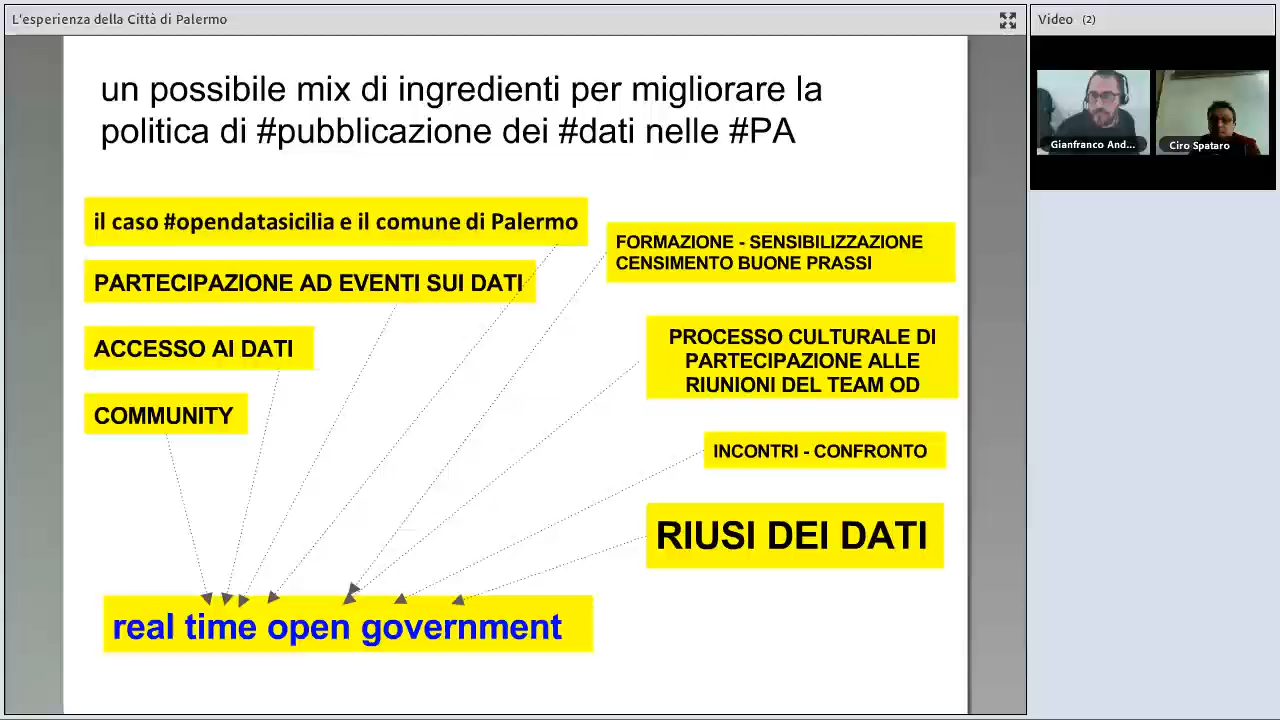 L'esperienza della Città di Palermo
Video (2)
Gianfranco And...
Ciro Spataro
un possibile mix di ingredienti per migliorare la
politica di #pubblicazione dei #dati nelle #PA
il caso #opendatasicilia e il comune di Palermo
PARTECIPAZIONE AD EVENTI SUI DATI
ACCESSO AI DATI
COMMUNITY
FORMAZIONE - SENSIBILIZZAZIONE
CENSIMENTO BUONE PRASSI
PROCESSO CULTURALE DI
PARTECIPAZIONE ALLE
RIUNIONI DEL TEAM OD
INCONTRI - CONFRONTO
RIUSI DEI DATI
real time open government